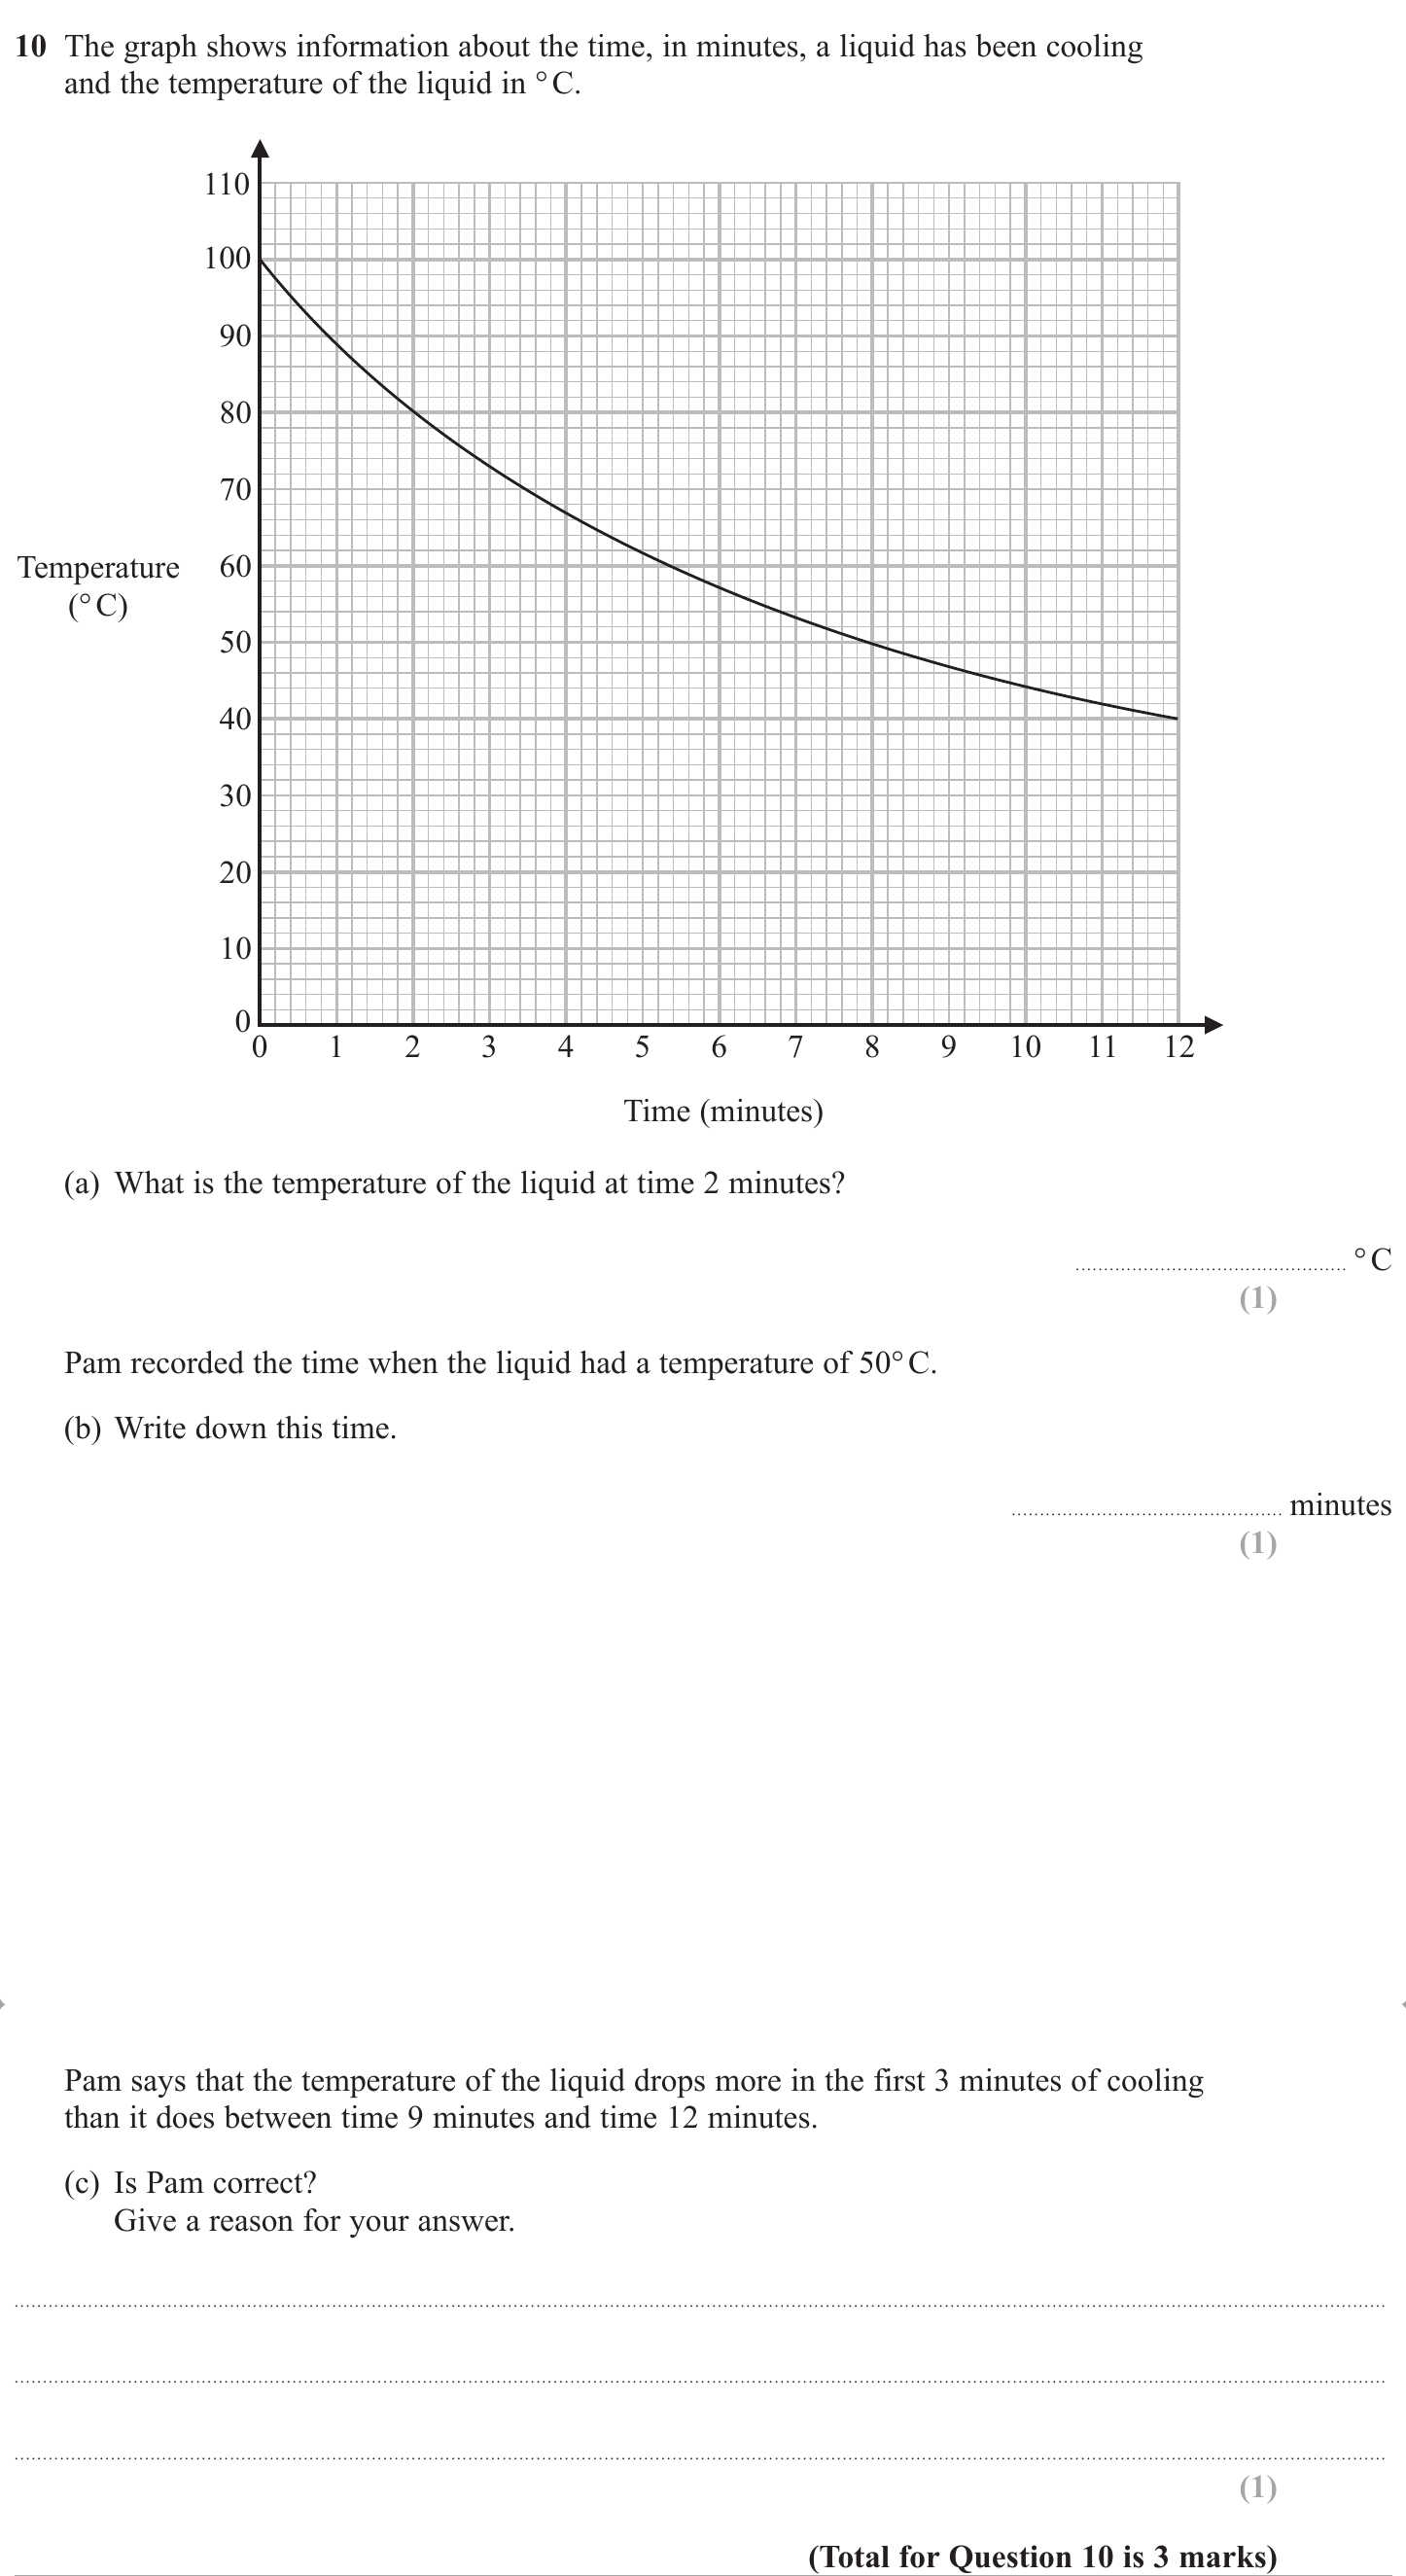 10 The graph shows information about the time, in minutes, a liquid has been cooling
and the temperature of the liquid in °C.
110
100
90
80
70
Temperature 60
(°C)
50
40
30
20
10
0
0 1 2 3 4 5 6 7 8 9 10 11 12
Time (minutes)
(a) What is the temperature of the liquid at time 2 minutes?
.............................................. °C
(1)
Pam recorded the time when the liquid had a temperature of 50°C.
(b) Write down this time.
.............................................. minutes
(1)
Pam says that the temperature of the liquid drops more in the first 3 minutes of cooling
than it does between time 9 minutes and time 12 minutes.
(c) Is Pam correct?
Give a reason for your answer.
(1)
(Total for Question 10 is 3 marks)